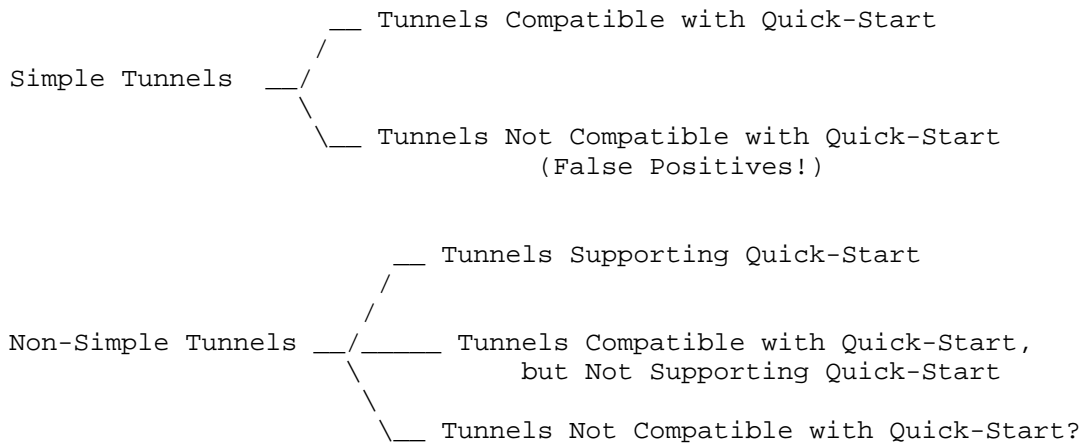 Tunnels Compatible with Quick-Start
Simple Tunnels
Tunnels Not Compatible with Quick-Start
(False Positives!)
Tunnels Supporting Quick-Start
Non-Simple Tunnels
Tunnels Compatible with Quick-Start,
but Not Supporting Quick-Start
Tunnels Not Compatible with Quick-Start?